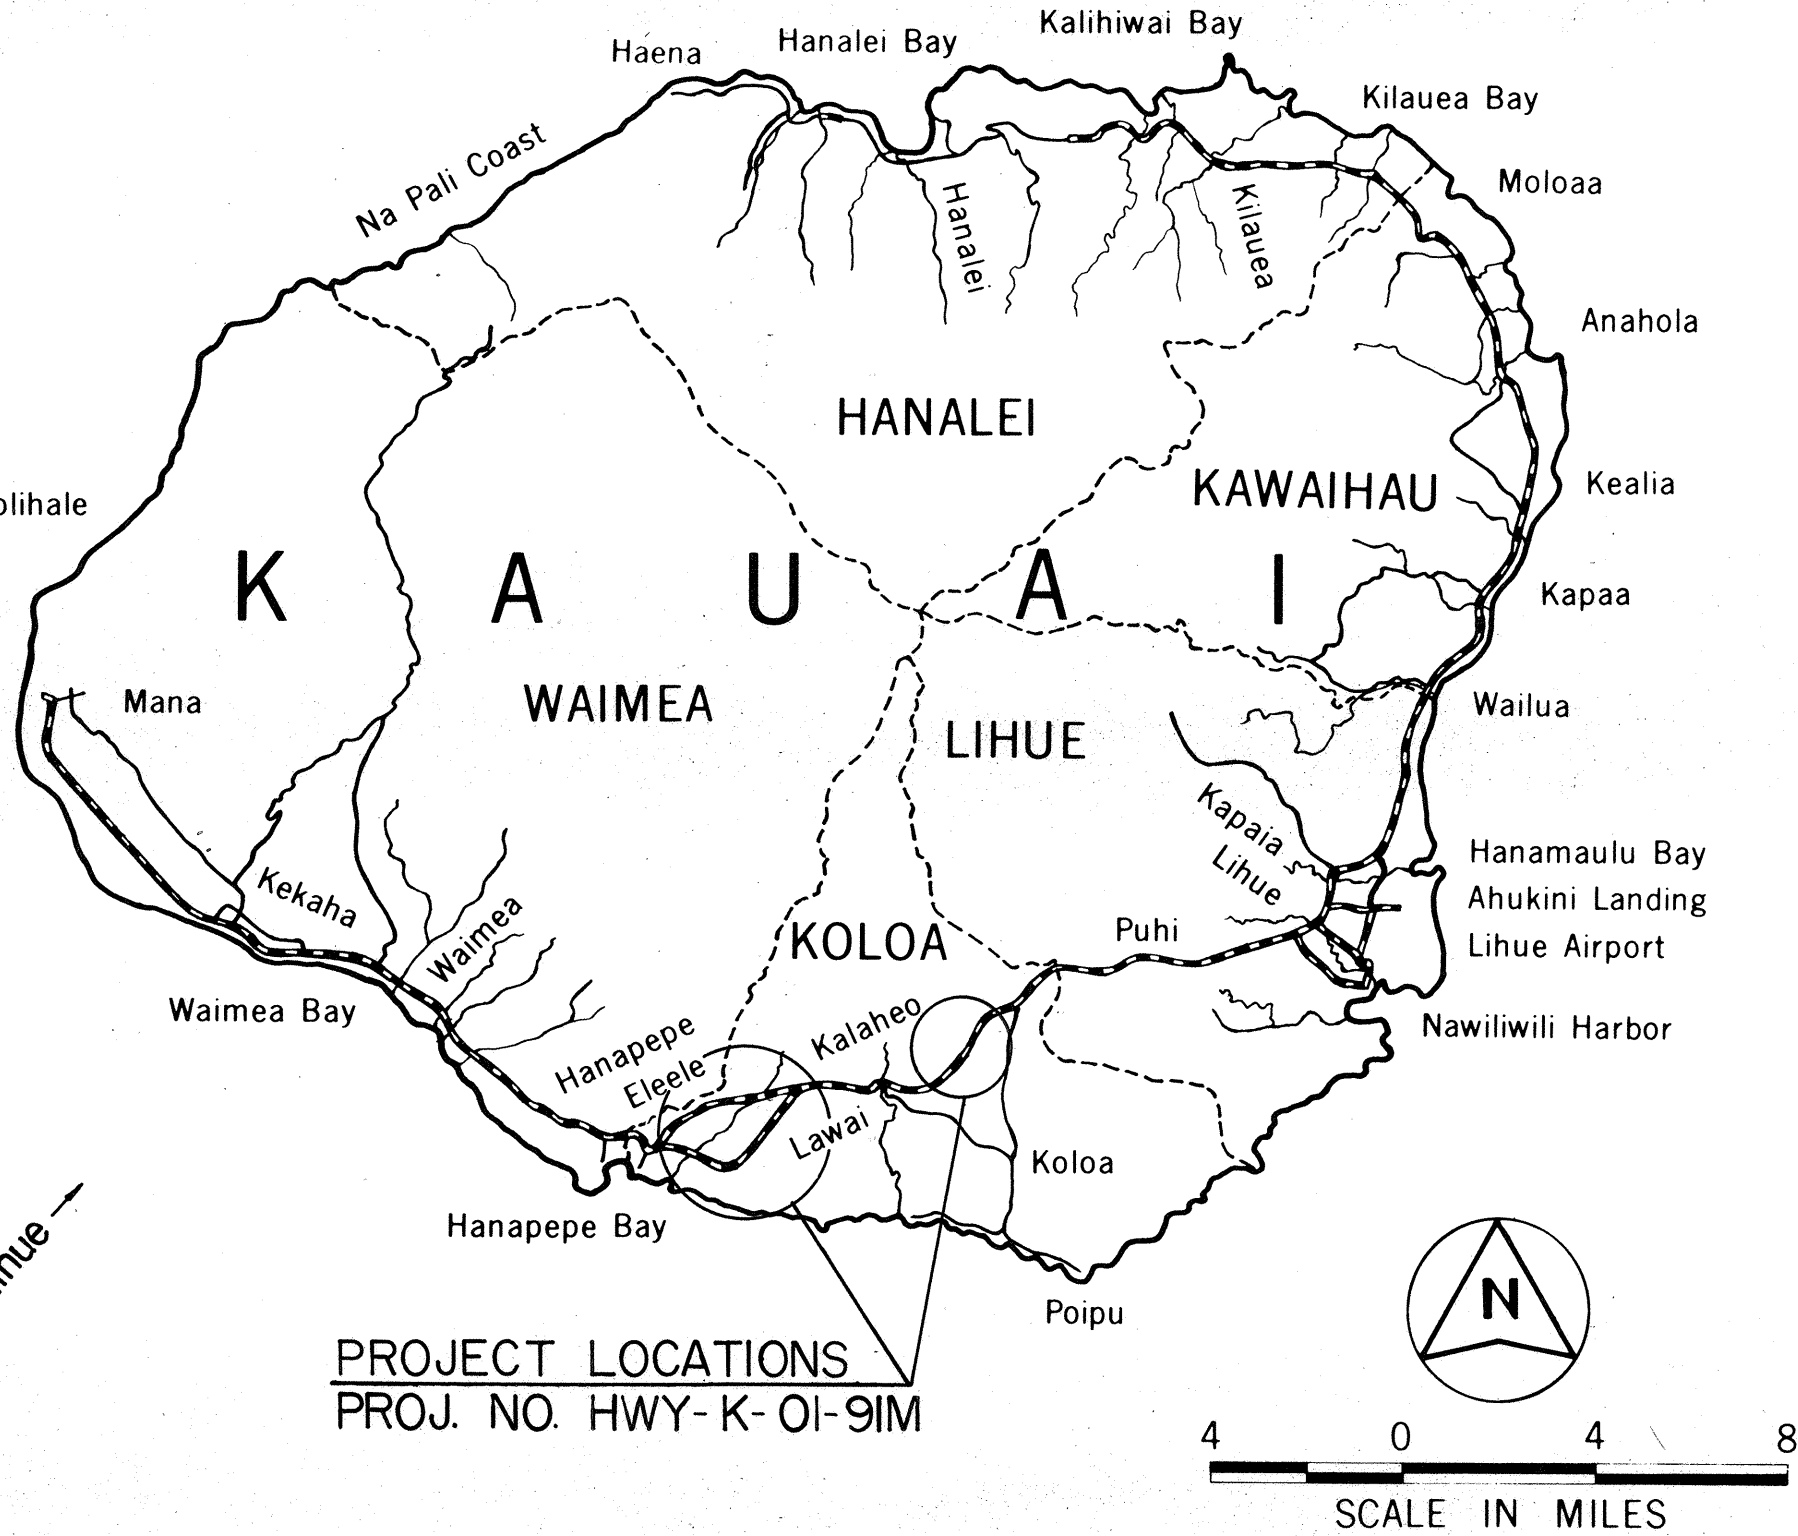 Kalihiwai Bay
Hanalei Bay
Haena
Kilauea Bay
Na Pali Coast
Moloaa
Hanalei
Kilauea
Anahola
HANALEI
KAWAIHAU
Kealia
K A U A I
Kapaa
Mana
WAIMEA
Wailua
LIHUE
Kapaia
Lihue
Hanamaulu Bay
Ahukini Landing
Lihue Airport
Kekaha
Waimea
KOLOA
Puhi
Waimea Bay
Nawiliwili Harbor
Hanapepe
Eleele
Kalaheo
Lawai
Koloa
Hanapepe Bay
Poipu
PROJECT LOCATIONS
PROJ. NO. HWY-K-01-91M
N
4 0 4 8
SCALE IN MILES